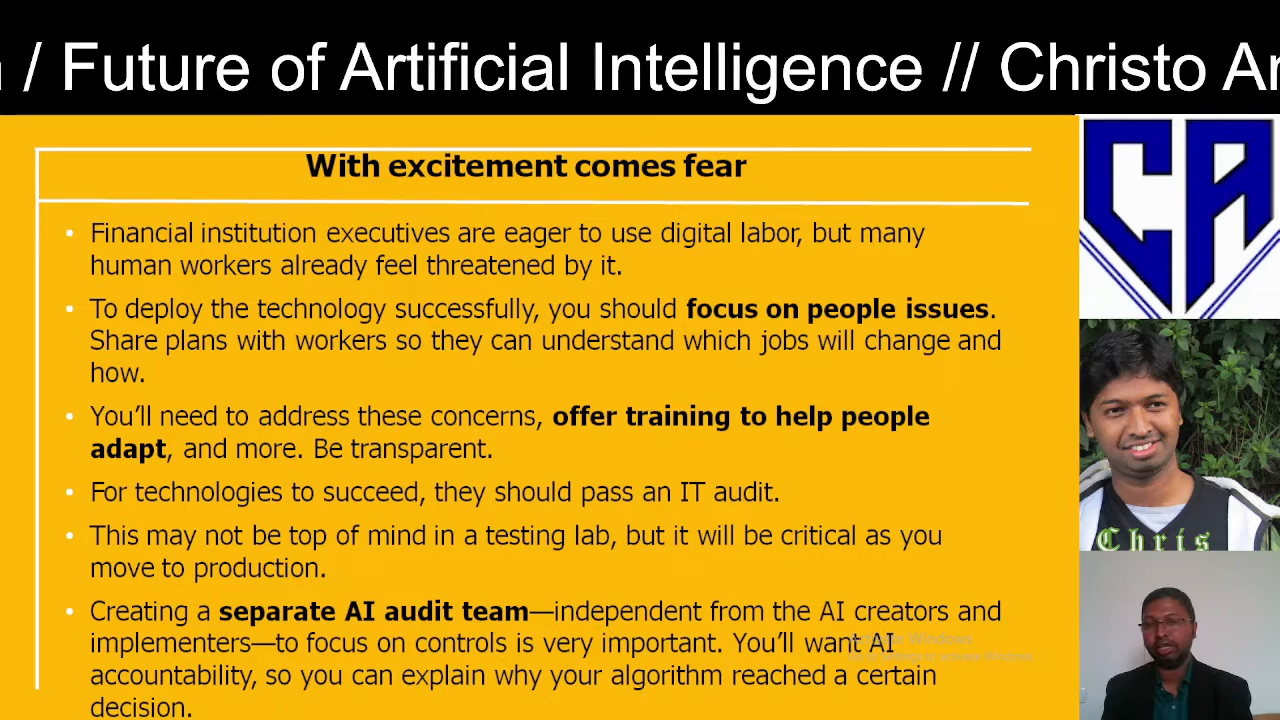 / Future of Artificial Intelligence // Christo
CA
With excitement comes fear
• Financial institution executives are eager to use digital labor, but many
human workers already feel threatened by it.
• To deploy the technology successfully, you should focus on people issues.
Share plans with workers so they can understand which jobs will change and
how.
• You'll need to address these concerns, offer training to help people
adapt, and more. Be transparent.
• For technologies to succeed, they should pass an IT audit.
• This may not be top of mind in a testing lab, but it will be critical as you
move to production.
• Creating a separate AI audit team—independent from the AI creators and
implementers—to focus on controls is very important. You'll want AI
accountability, so you can explain why your algorithm reached a certain
decision.
Chris